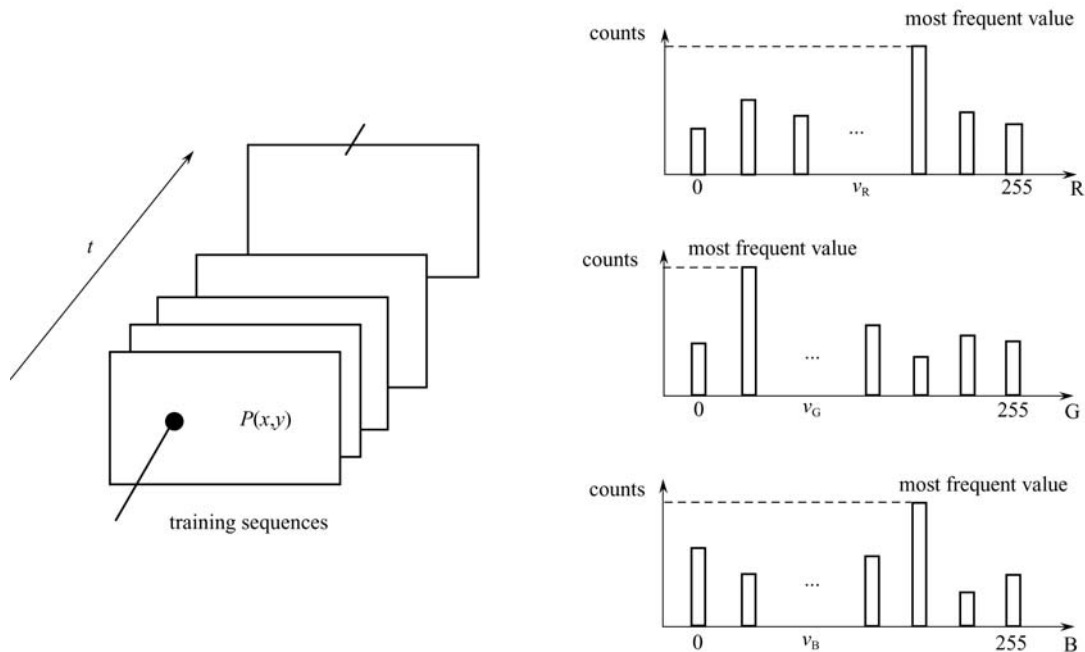 t
P(x,y)
training sequences
most frequent value
counts
...
0
v_R
255
R
most frequent value
counts
...
0
v_G
255
G
most frequent value
counts
...
0
v_B
255
B